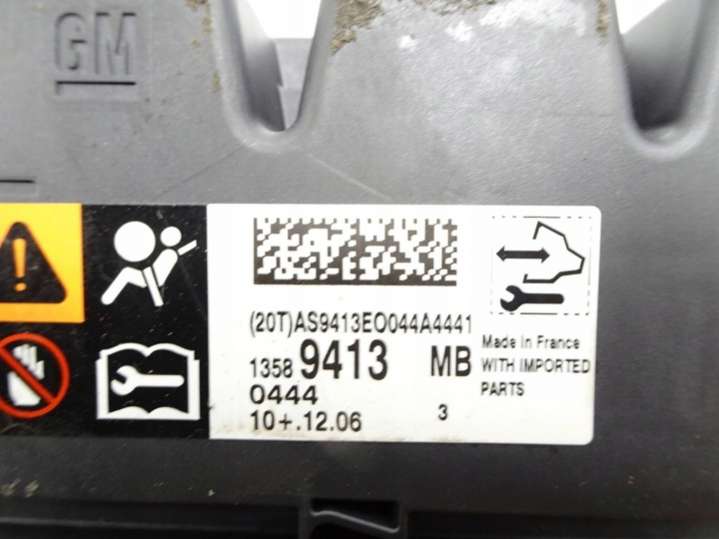 GM
(20T)AS9413EO044A4441
1358 9413 MB
0444
10+.12.06 3
Made in France
WITH IMPORTED
PARTS